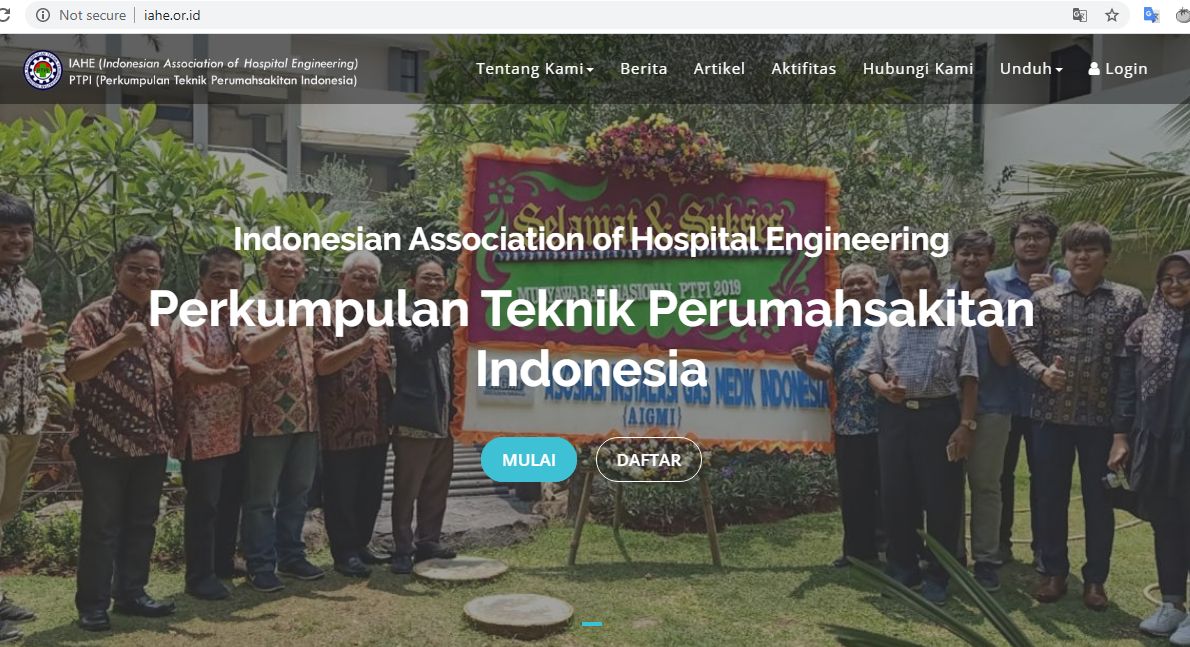 Not secure iahe.or.id
IAHE (Indonesian Association of Hospital Engineering)
PTPI (Perkumpulan Teknik Perumahsakitan Indonesia)
Tentang Kami Berita Artikel Aktifitas Hubungi Kami Unduh Login
Selamat & Sukses
Indonesian Association of Hospital Engineering
MUSYAWARAH NASIONAL PTPI 2019
Perkumpulan Teknik Perumahsakitan
Indonesia
ASOSIASI INSTALASI GAS MEDIK INDONESIA
(AIGMI)
MULAI DAFTAR